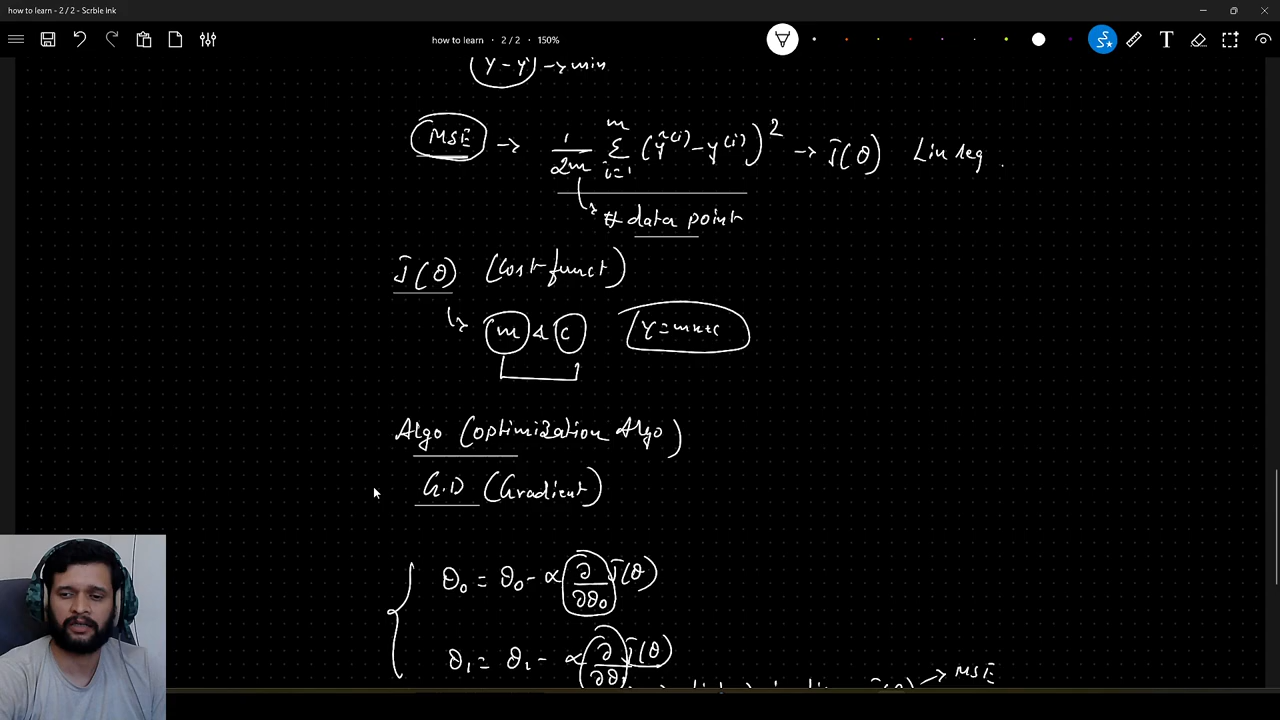 how to learn - 2 / 2 - Scrble Ink
how to learn • 2 / 2 • 150%
(Y - Ŷ) → min
MSE → 1/2m Σ i=1 m (ŷ^(i) - y^(i))^2 → J(θ) Lin reg.
# data point
J(θ) (Cost funct)
m & c Y = mx+c
Algo (optimization Algo)
G.D (Gradient)
θ₀ = θ₀ - α ∂/∂θ₀ J(θ)
θ₁ = θ₁ - α ∂/∂θ₁ J(θ)
→ MSE